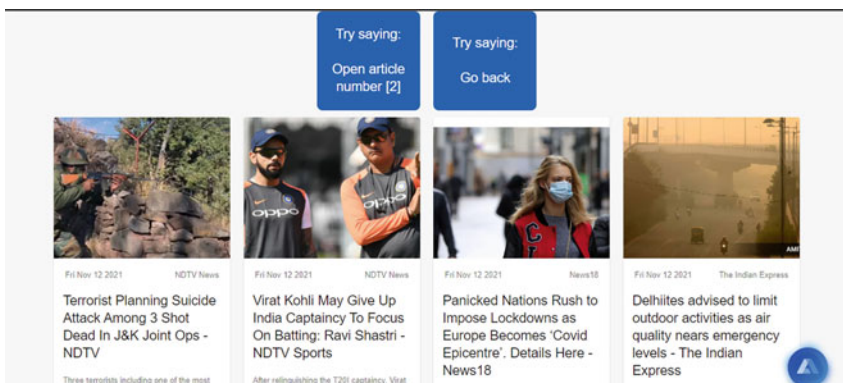 Try saying:
Open article
number [2]
Try saying:
Go back
oppo
oppo
C
AM
Fri Nov 12 2021 NDTV News
Terrorist Planning Suicide
Attack Among 3 Shot
Dead In J&K Joint Ops -
NDTV
Three terrorists including one of the most
Fri Nov 12 2021 NDTV News
Virat Kohli May Give Up
India Captaincy To Focus
On Batting: Ravi Shastri -
NDTV Sports
After relinquishing the T20I captaincy, Virat
Fri Nov 12 2021 News18
Panicked Nations Rush to
Impose Lockdowns as
Europe Becomes ‘Covid
Epicentre’. Details Here -
News18
Fri Nov 12 2021 The Indian Express
Delhiites advised to limit
outdoor activities as air
quality nears emergency
levels - The Indian
Express